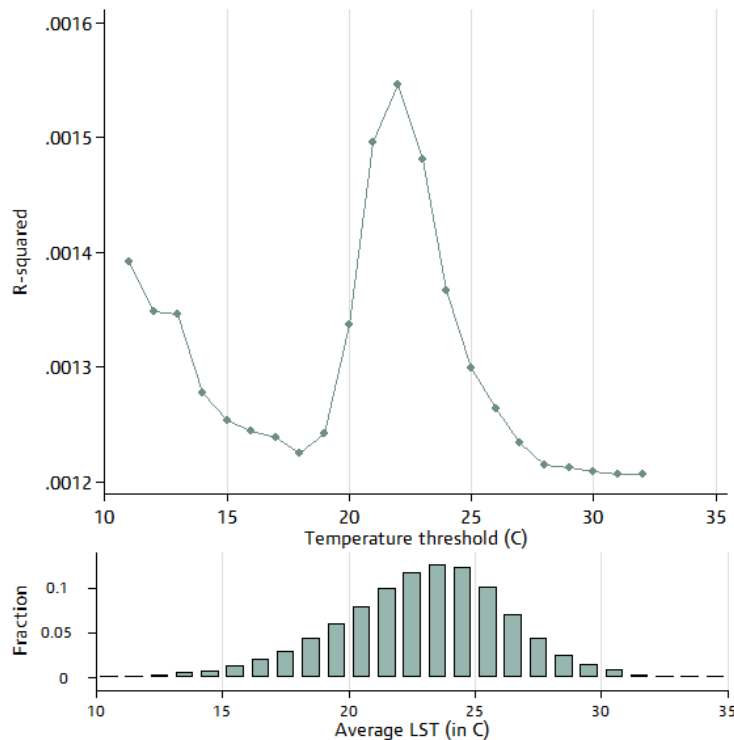 .0016
.0015
.0014
.0013
.0012
R-squared
10 15 20 25 30 35
Temperature threshold (C)
0.1
0.05
0
Fraction
10 15 20 25 30 35
Average LST (in C)